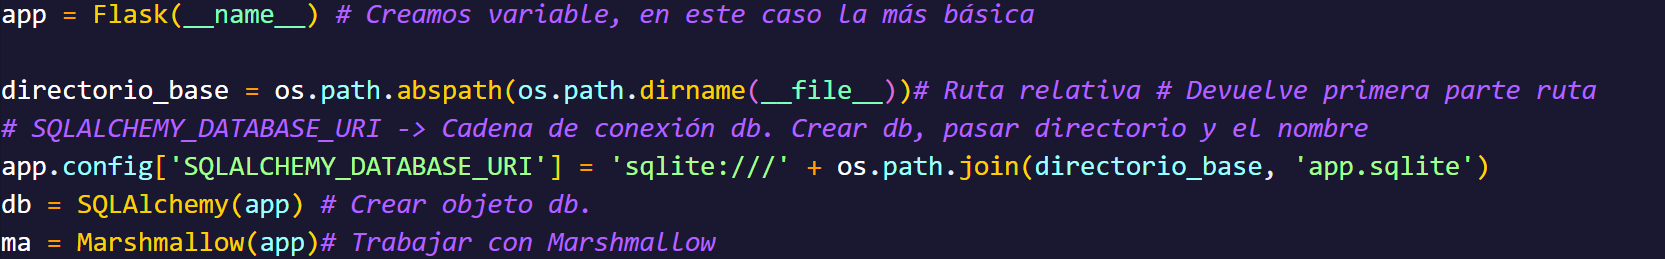 app = Flask(__name__) # Creamos variable, en este caso la más básica
directorio_base = os.path.abspath(os.path.dirname(__file__))# Ruta relativa # Devuelve primera parte ruta
# SQLALCHEMY_DATABASE_URI -> Cadena de conexión db. Crear db, pasar directorio y el nombre
app.config['SQLALCHEMY_DATABASE_URI'] = 'sqlite:///' + os.path.join(directorio_base, 'app.sqlite')
db = SQLAlchemy(app) # Crear objeto db.
ma = Marshmallow(app)# Trabajar con Marshmallow